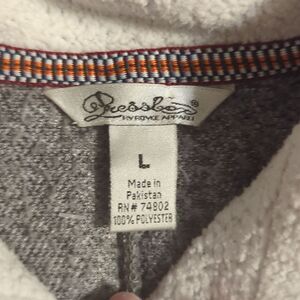 Pressbox®
BY ROYCE APPAREL
L
Made in
Pakistan
RN# 74802
100% POLYESTER